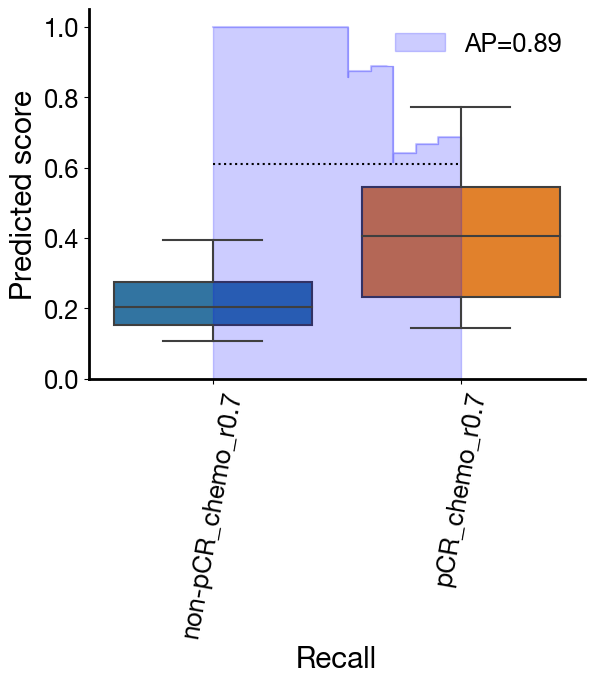 AP=0.89
Predicted score
1.0
0.8
0.6
0.4
0.2
0.0
non-pCR_chemo_r0.7
pCR_chemo_r0.7
Recall